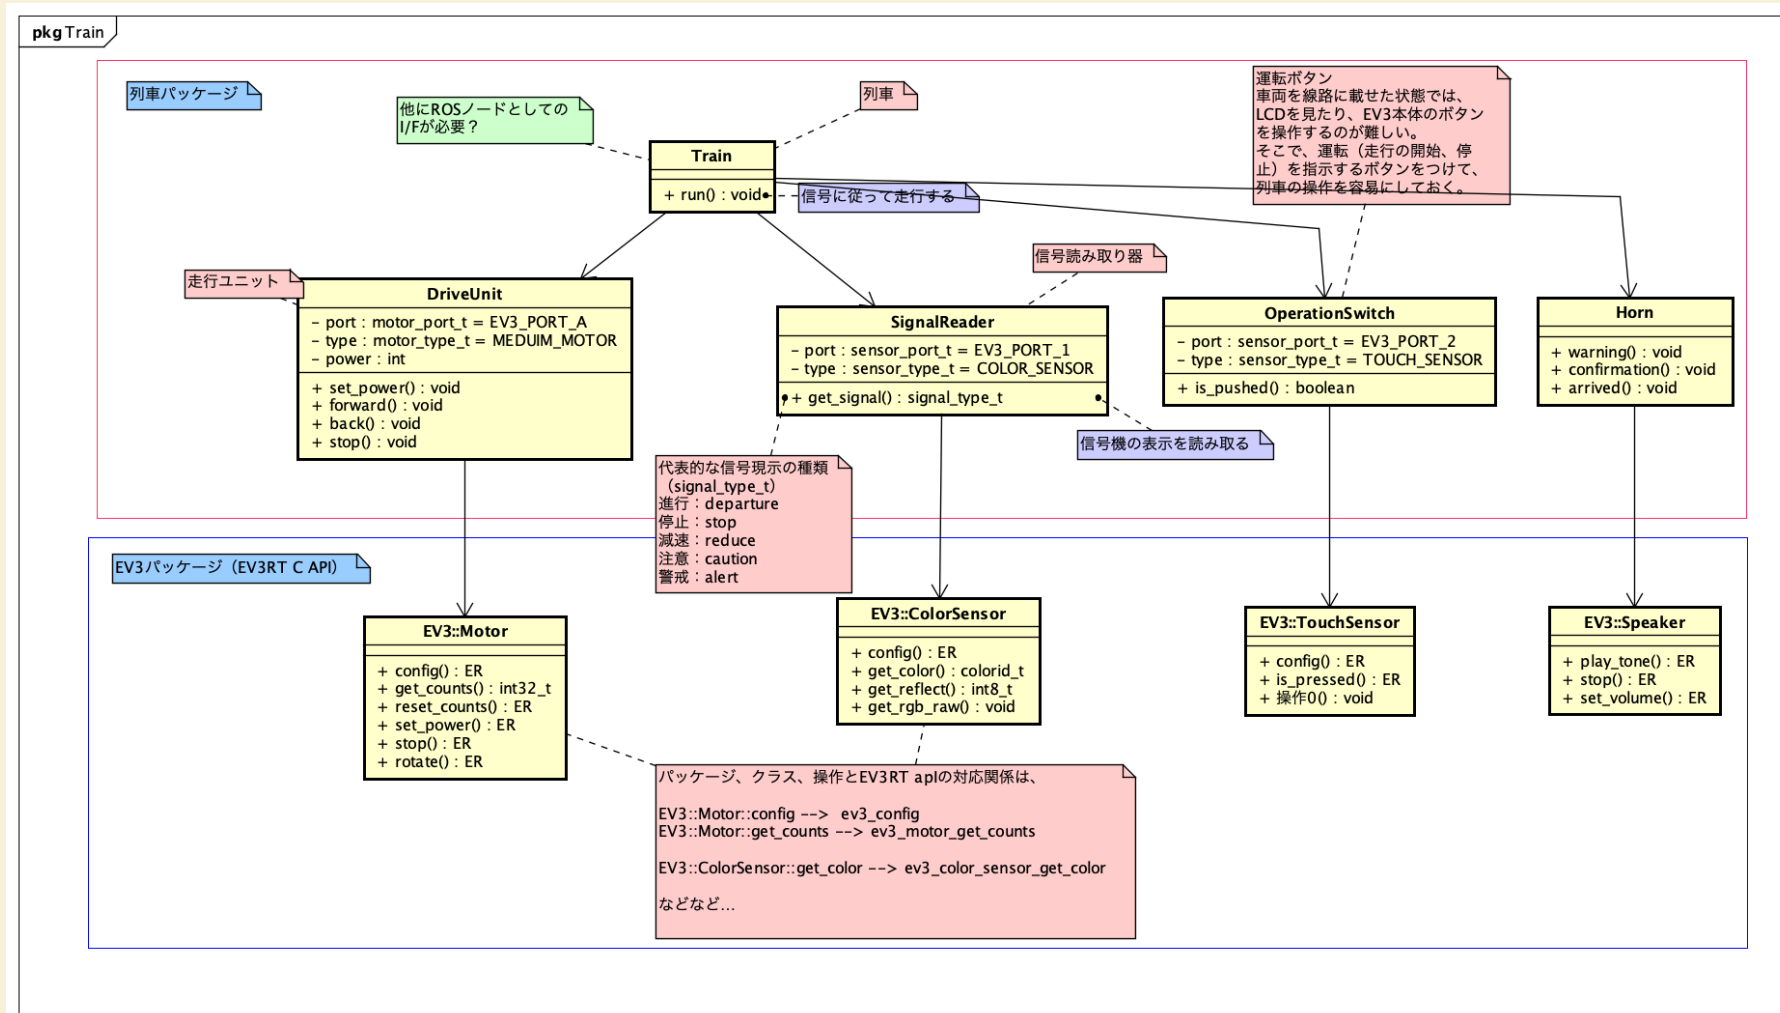 pkg Train
列車パッケージ
他にROSノードとしての
I/Fが必要？
列車
運転ボタン
車両を線路に載せた状態では、
LCDを見たり、EV3本体のボタン
を操作するのが難しい。
そこで、運転（走行の開始、停
止）を指示するボタンをつけて、
列車の操作を容易にしておく。
Train
+ run() : void
信号に従って走行する
走行ユニット
DriveUnit
- port : motor_port_t = EV3_PORT_A
- type : motor_type_t = MEDUIM_MOTOR
- power : int
+ set_power() : void
+ forward() : void
+ back() : void
+ stop() : void
信号読み取り器
SignalReader
- port : sensor_port_t = EV3_PORT_1
- type : sensor_type_t = COLOR_SENSOR
+ get_signal() : signal_type_t
信号機の表示を読み取る
代表的な信号現示の種類
（signal_type_t）
進行：departure
停止：stop
減速：reduce
注意：caution
警戒：alert
OperationSwitch
- port : sensor_port_t = EV3_PORT_2
- type : sensor_type_t = TOUCH_SENSOR
+ is_pushed() : boolean
Horn
+ warning() : void
+ confirmation() : void
+ arrived() : void
EV3パッケージ（EV3RT C API）
EV3::Motor
+ config() : ER
+ get_counts() : int32_t
+ reset_counts() : ER
+ set_power() : ER
+ stop() : ER
+ rotate() : ER
EV3::ColorSensor
+ config() : ER
+ get_color() : colorid_t
+ get_reflect() : int8_t
+ get_rgb_raw() : void
EV3::TouchSensor
+ config() : ER
+ is_pressed() : ER
+ 操作0() : void
EV3::Speaker
+ play_tone() : ER
+ stop() : ER
+ set_volume() : ER
パッケージ、クラス、操作とEV3RT apIの対応関係は、
EV3::Motor::config --> ev3_config
EV3::Motor::get_counts --> ev3_motor_get_counts
EV3::ColorSensor::get_color --> ev3_color_sensor_get_color
などなど...